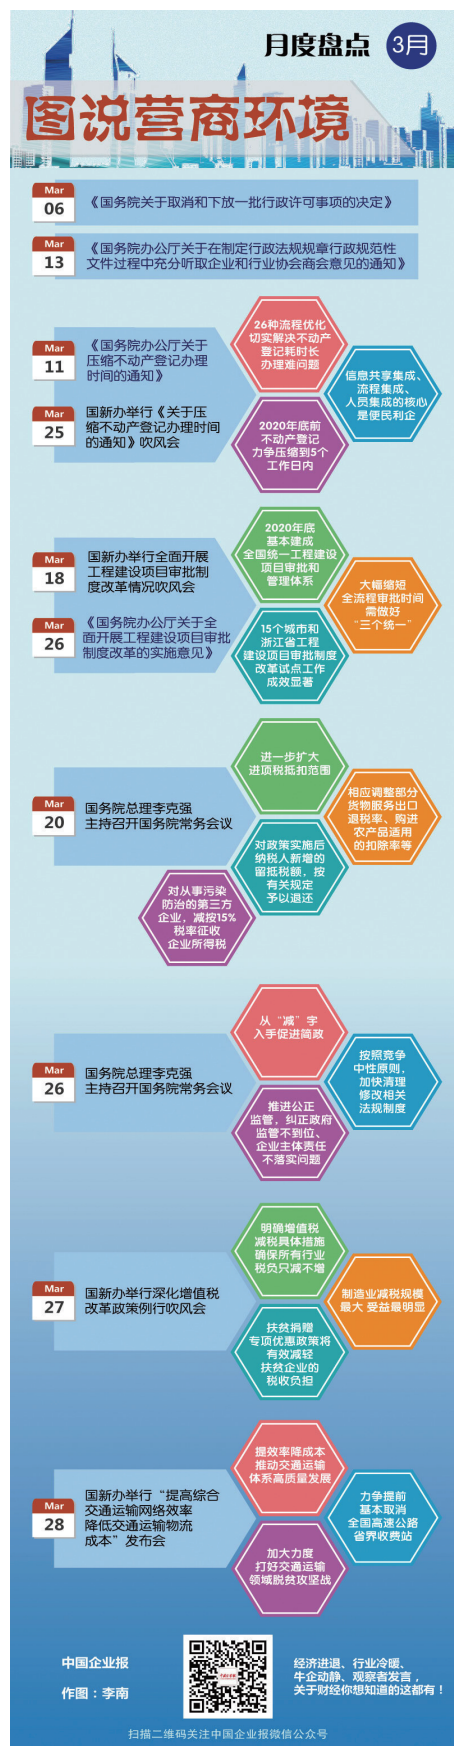 月度盘点
3月
图说营商环境
Mar
06
《国务院关于取消和下放一批行政许可事项的决定》
Mar
13
《国务院办公厅关于在制定行政法规规章行政规范性
文件过程中充分听取企业和行业协会商会意见的通知》
Mar
11
《国务院办公厅关于
压缩不动产登记办理
时间的通知》
Mar
25
国新办举行《关于压
缩不动产登记办理时间
的通知》吹风会
26种流程优化
切实解决不动产
登记耗时长
办理难问题
信息共享集成、
流程集成、
人员集成的核心
是便民利企
2020年底前
不动产登记
力争压缩到5个
工作日内
Mar
18
国新办举行全面开展
工程建设项目审批制
度改革情况吹风会
Mar
26
《国务院办公厅关于全
面开展工程建设项目审批
制度改革的实施意见》
2020年底
基本建成
全国统一工程建设
项目审批和
管理体系
大幅缩短
全流程审批时间
需做好
“三个统一”
15个城市和
浙江省工程
建设项目审批制度
改革试点工作
成效显著
Mar
20
国务院总理李克强
主持召开国务院常务会议
进一步扩大
进项税抵扣范围
相应调整部分
货物服务出口
退税率、购进
农产品适用
的扣除率等
对政策实施后
纳税人新增的
留抵税额，按
有关规定
予以退还
对从事污染
防治的第三方
企业，减按15%
税率征收
企业所得税
Mar
26
国务院总理李克强
主持召开国务院常务会议
从“减”字
入手促进简政
按照竞争
中性原则，
加快清理
修改相关
法规制度
推进公正
监管，纠正政府
监管不到位、
企业主体责任
不落实问题
Mar
27
国新办举行深化增值税
改革政策例行吹风会
明确增值税
减税具体措施
确保所有行业
税负只减不增
制造业减税规模
最大 受益最明显
扶贫捐赠
专项优惠政策将
有效减轻
扶贫企业的
税收负担
Mar
28
国新办举行“提高综合
交通运输网络效率
降低交通运输物流
成本”发布会
提效率降成本
推动交通运输
体系高质量发展
力争提前
基本取消
全国高速公路
省界收费站
加大力度
打好交通运输
领域脱贫攻坚战
中国企业报
作图：李南
经济进退、行业冷暖、
牛企动静、观察者发言，
关于财经你想知道的这都有！
扫描二维码关注中国企业报微信公众号